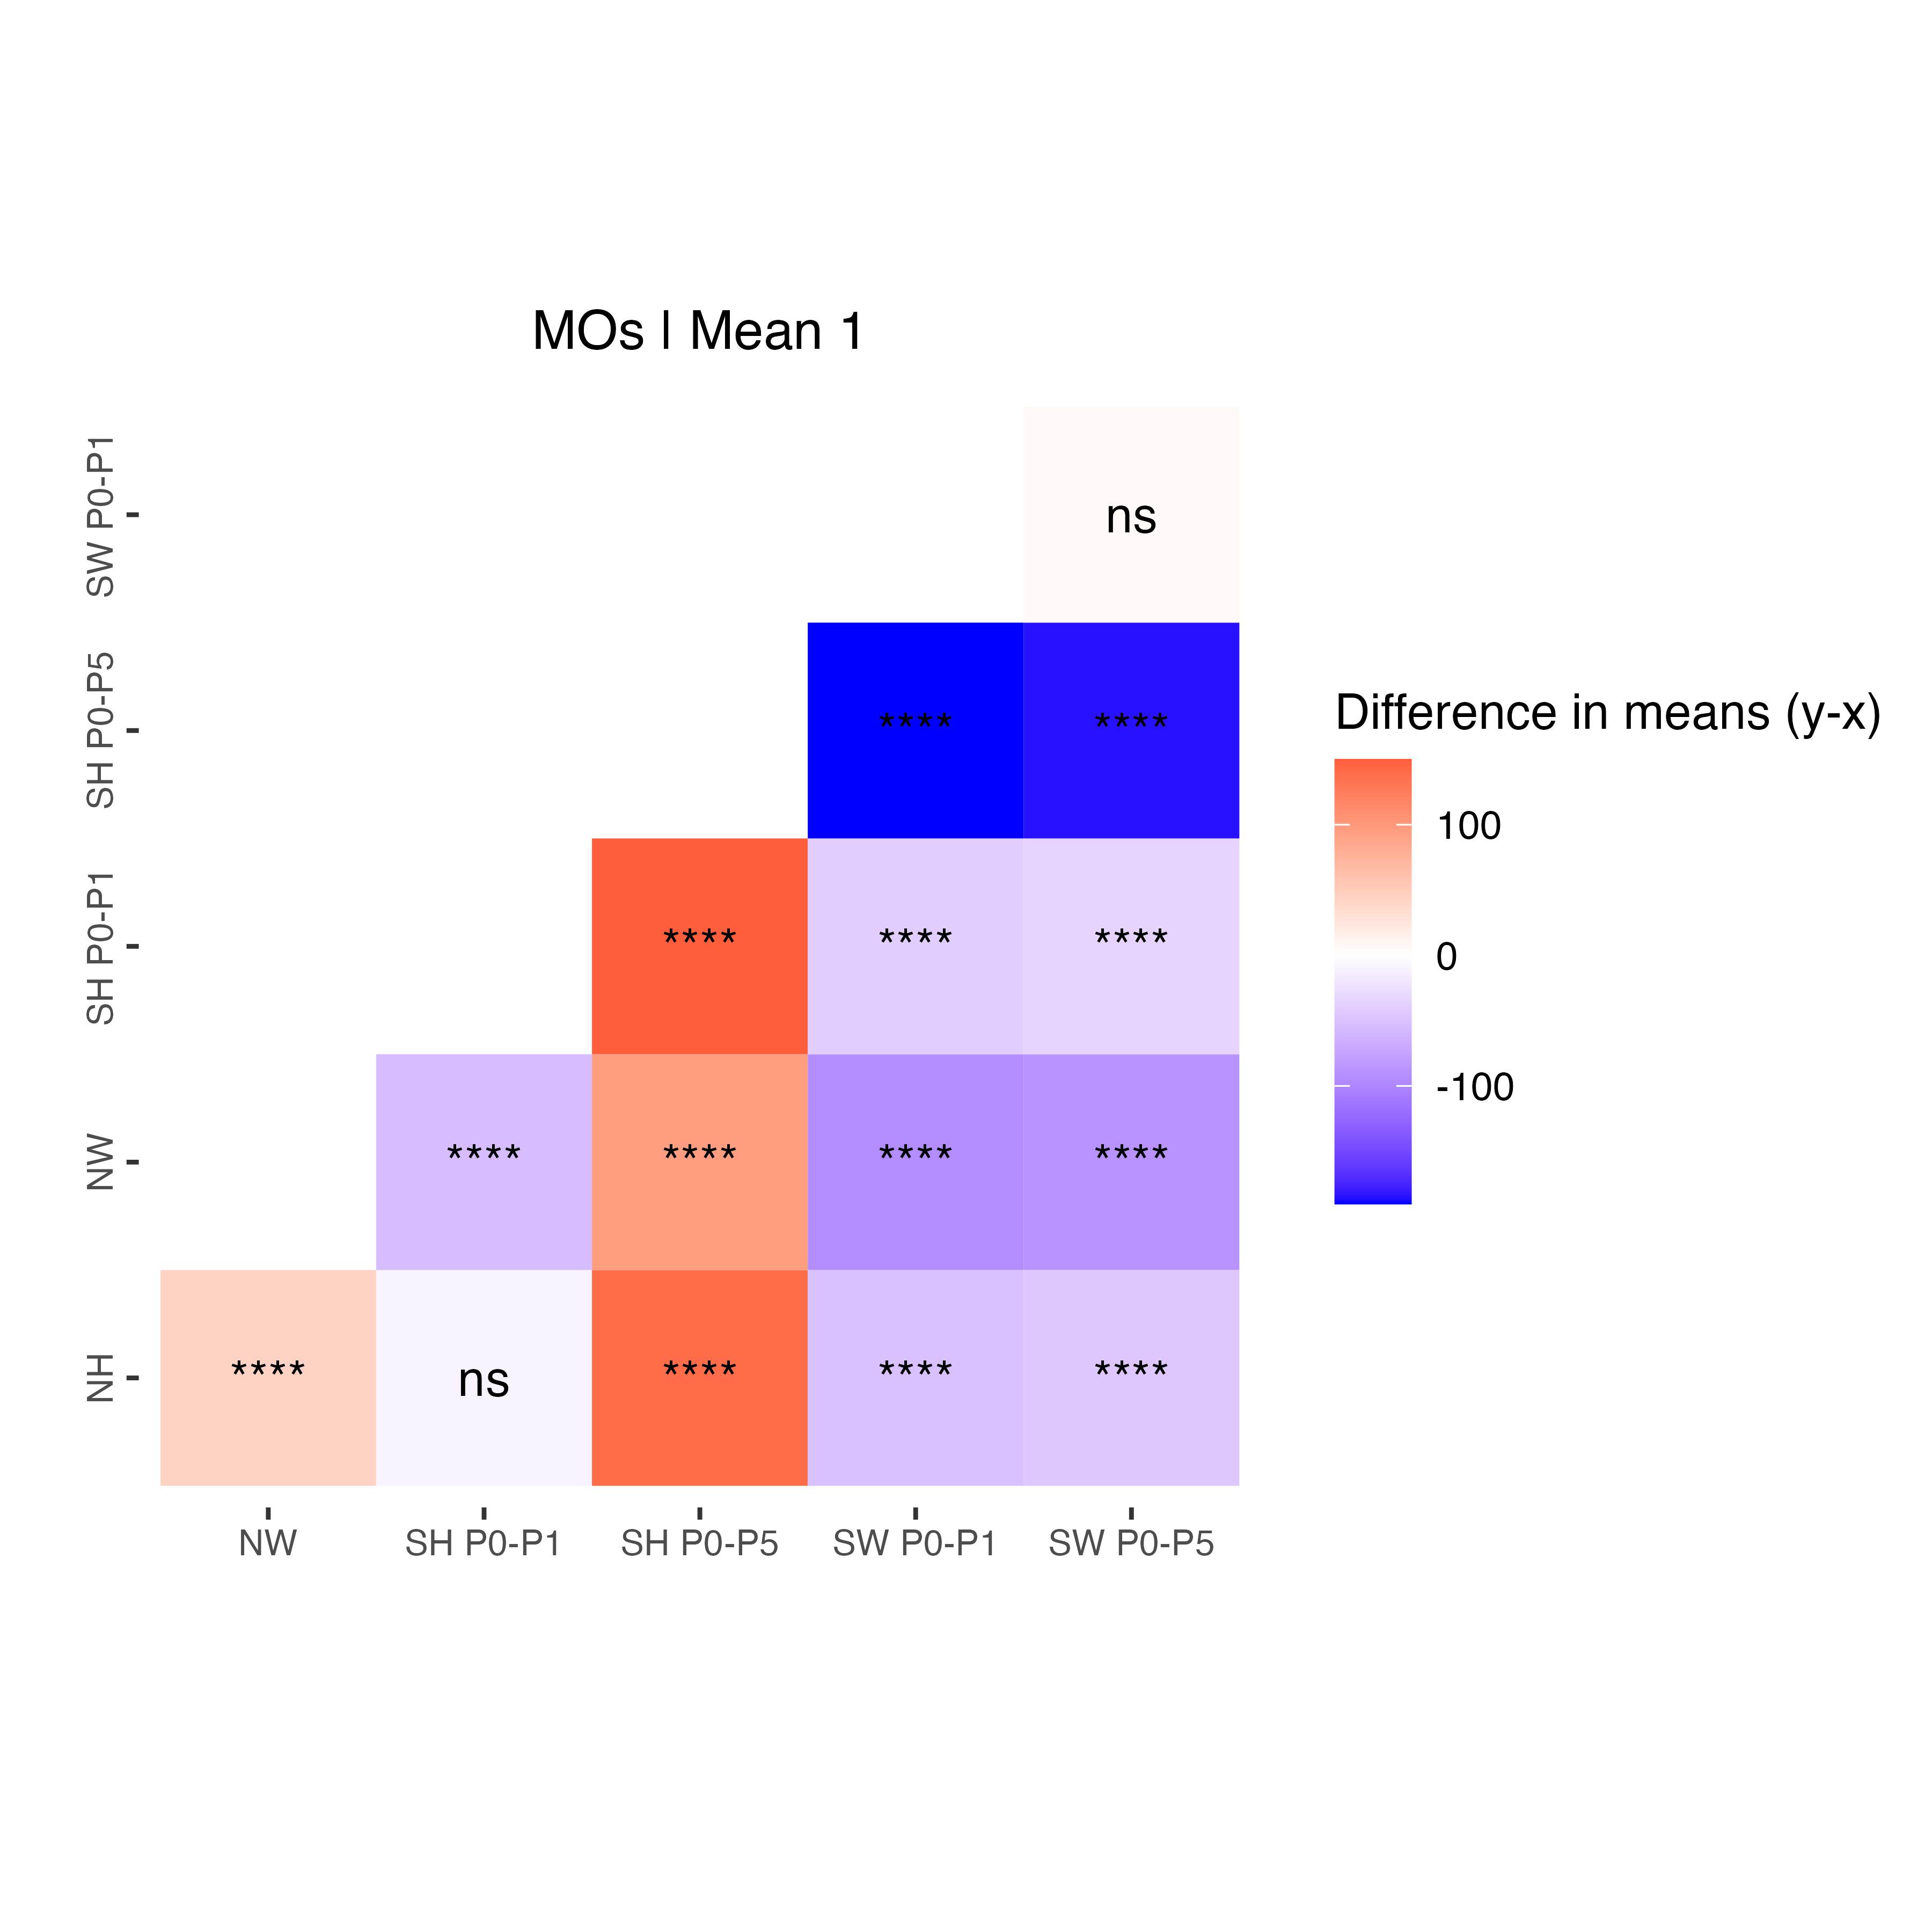 MOs | Mean 1
SW P0-P1
ns
SH P0-P5
**** ****
SH P0-P1
**** **** ****
NW
**** **** **** ****
NH
**** ns **** **** ****
NW SH P0-P1 SH P0-P5 SW P0-P1 SW P0-P5
Difference in means (y-x)
100
0
-100